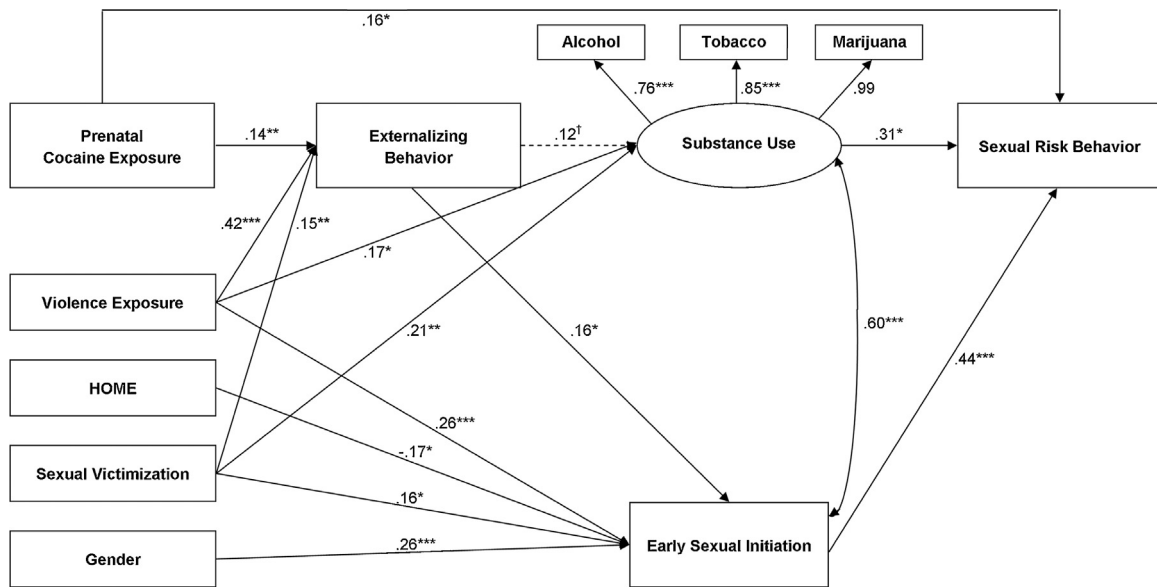 .16*
Alcohol
Tobacco
Marijuana
.76***
.85***
.99
Prenatal
Cocaine Exposure
.14**
Externalizing
Behavior
.12†
Substance Use
.31*
Sexual Risk Behavior
.42***
.15**
.17*
Violence Exposure
.21**
.16*
.60***
.44***
HOME
.26***
-.17*
Sexual Victimization
.16*
Early Sexual Initiation
Gender
.26***